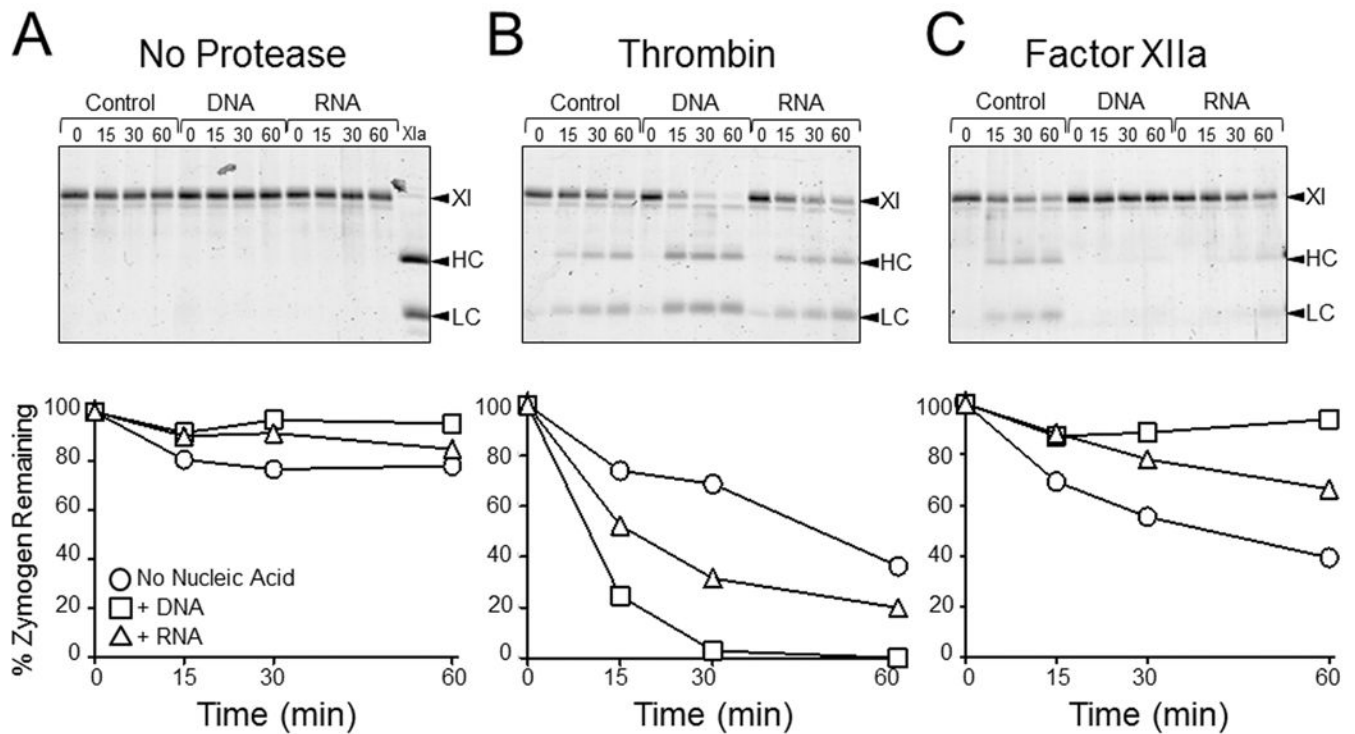 A
No Protease
Control DNA RNA
0 15 30 60 0 15 30 60 0 15 30 60 XIa
XI
HC
LC
B
Thrombin
Control DNA RNA
0 15 30 60 0 15 30 60 0 15 30 60
XI
HC
LC
C
Factor XIIa
Control DNA RNA
0 15 30 60 0 15 30 60 0 15 30 60
XI
HC
LC
% Zymogen Remaining
100
80
60
40
20
0
0 15 30 60
Time (min)
No Nucleic Acid
+ DNA
+ RNA
100
80
60
40
20
0
0 15 30 60
Time (min)
100
80
60
40
20
0
0 15 30 60
Time (min)